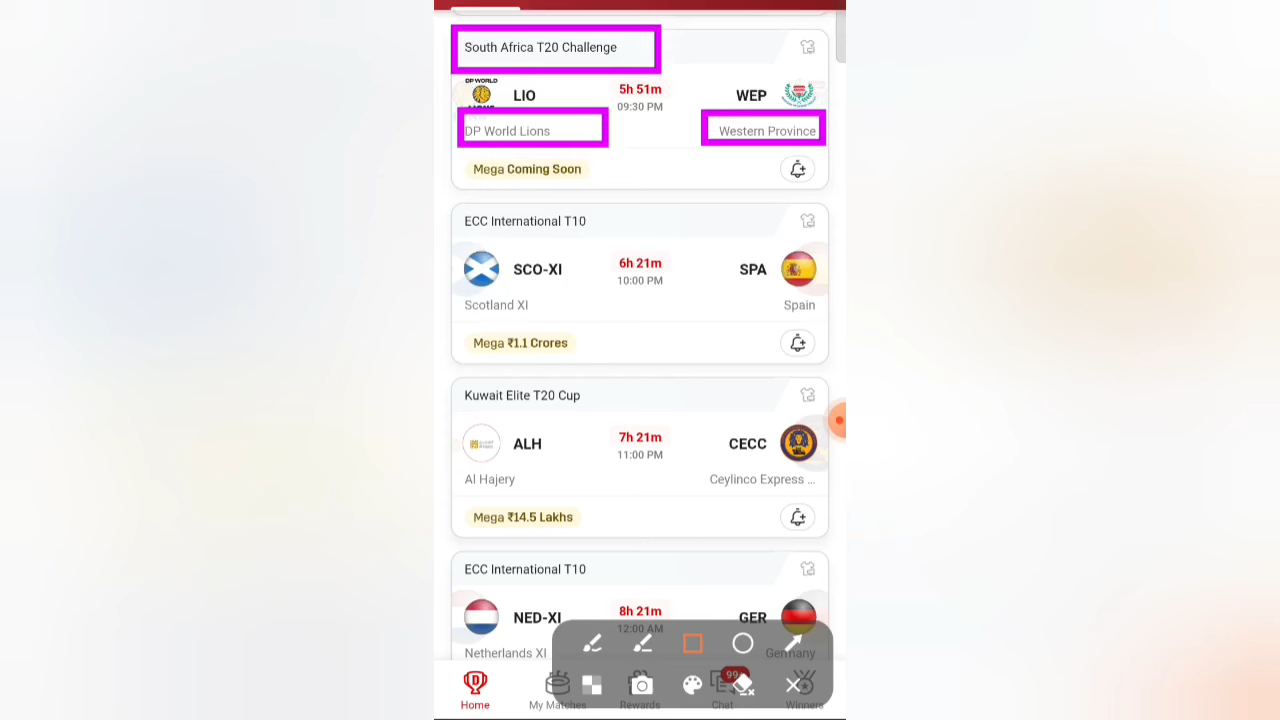 South Africa T20 Challenge
DP WORLD
LIO
5h 51m
WEP
09:30 PM
DP World Lions
Western Province
Mega Coming Soon
ECC International T10
SCO-XI
6h 21m
SPA
10:00 PM
Scotland XI
Spain
Mega ₹1.1 Crores
Kuwait Elite T20 Cup
ALH
7h 21m
CECC
11:00 PM
Al Hajery
Ceylinco Express ...
Mega ₹14.5 Lakhs
ECC International T10
NED-XI
8h 21m
GER
12:00 AM
Netherlands XI
Germany
99+
Home
My Matches
Rewards
Chat
Winners